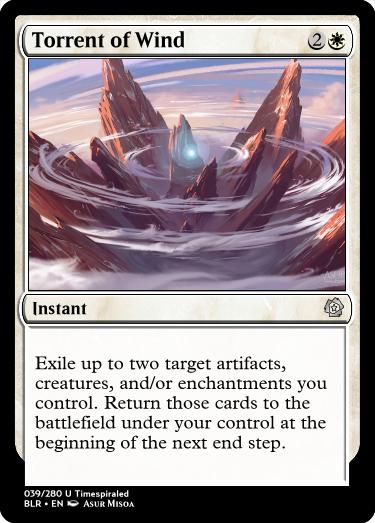 Torrent of Wind 2
Instant
Exile up to two target artifacts,
creatures, and/or enchantments you
control. Return those cards to the
battlefield under your control at the
beginning of the next end step.
039/280 U Timespiraled
BLR • EN Asur Misoa